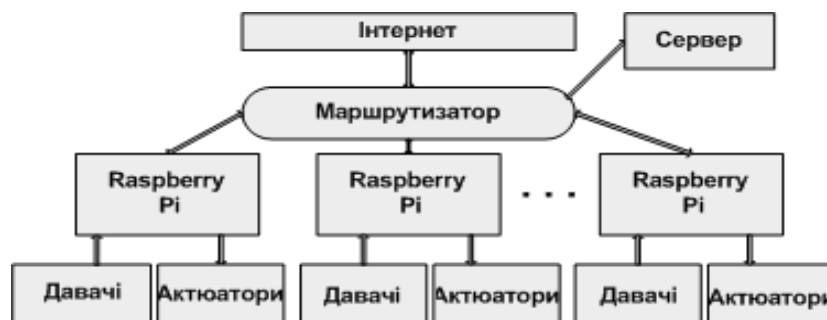 Інтернет
Сервер
Маршрутизатор
Raspberry
Pi
Raspberry
Pi
. . .
Raspberry
Pi
Давачі
Актюатори
Давачі
Актюатори
Давачі
Актюатори